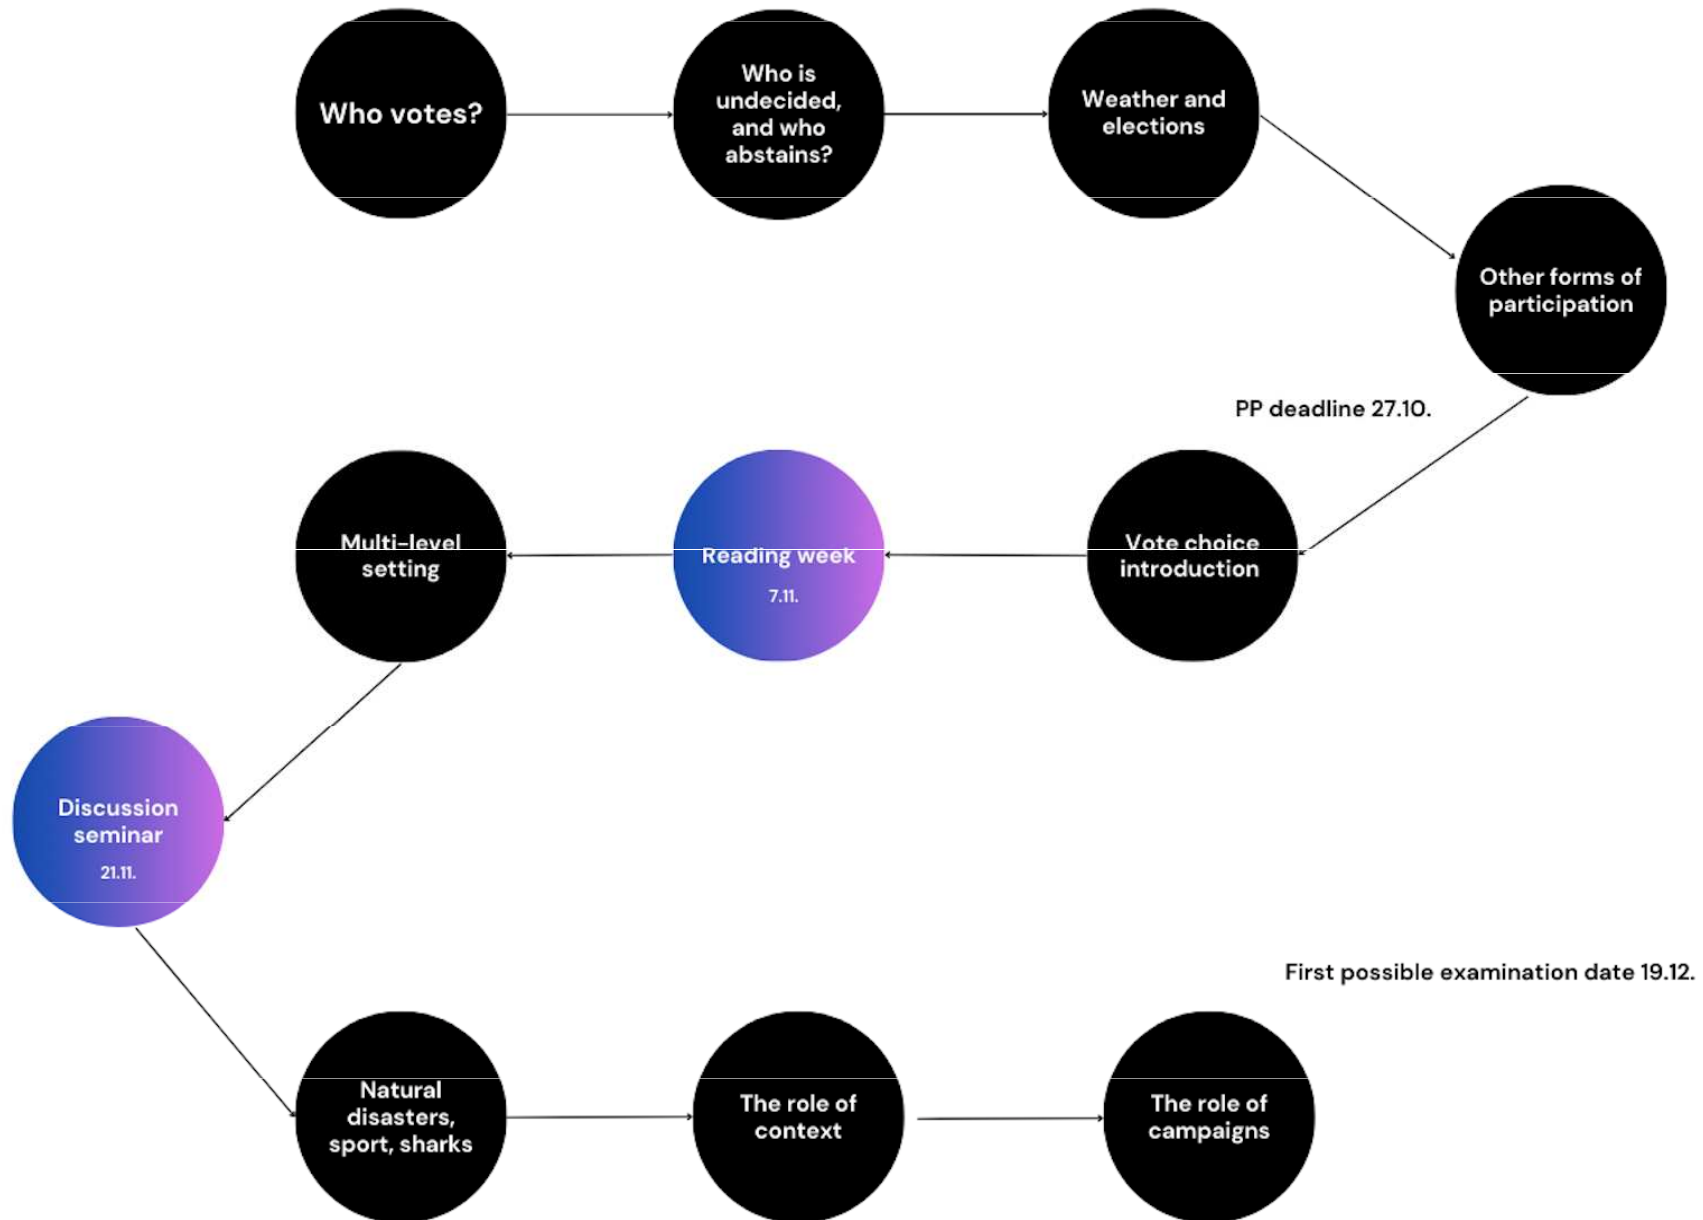 Who votes?
Who is
undecided,
and who
abstains?
Weather and
elections
Other forms of
participation
PP deadline 27.10.
Vote choice
introduction
Reading week
7.11.
Multi-level
setting
Discussion
seminar
21.11.
First possible examination date 19.12.
Natural
disasters,
sport, sharks
The role of
context
The role of
campaigns